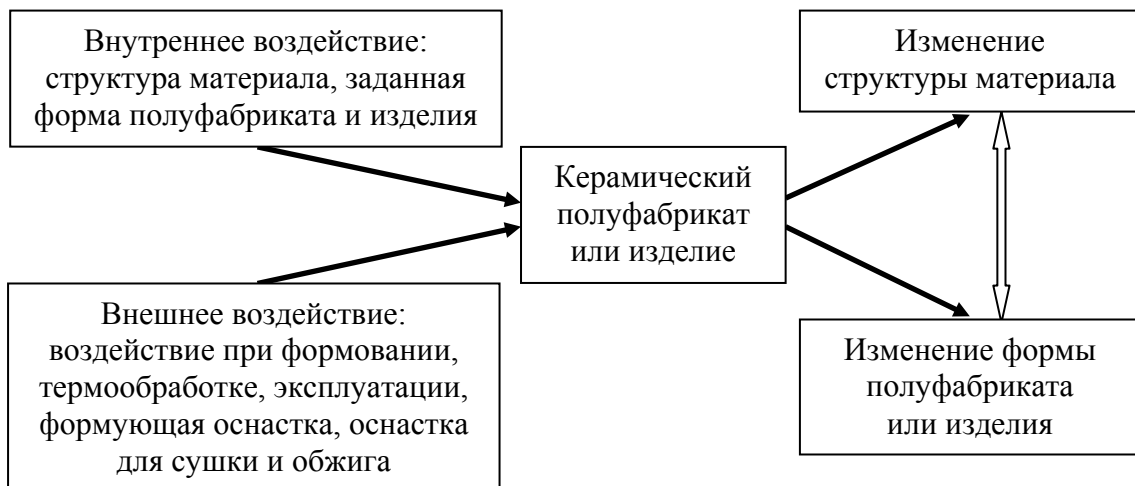 Внутреннее воздействие:
структура материала, заданная
форма полуфабриката и изделия
Внешнее воздействие:
воздействие при формовании,
термообработке, эксплуатации,
формующая оснастка, оснастка
для сушки и обжига
Керамический
полуфабрикат
или изделие
Изменение
структуры материала
Изменение формы
полуфабриката
или изделия